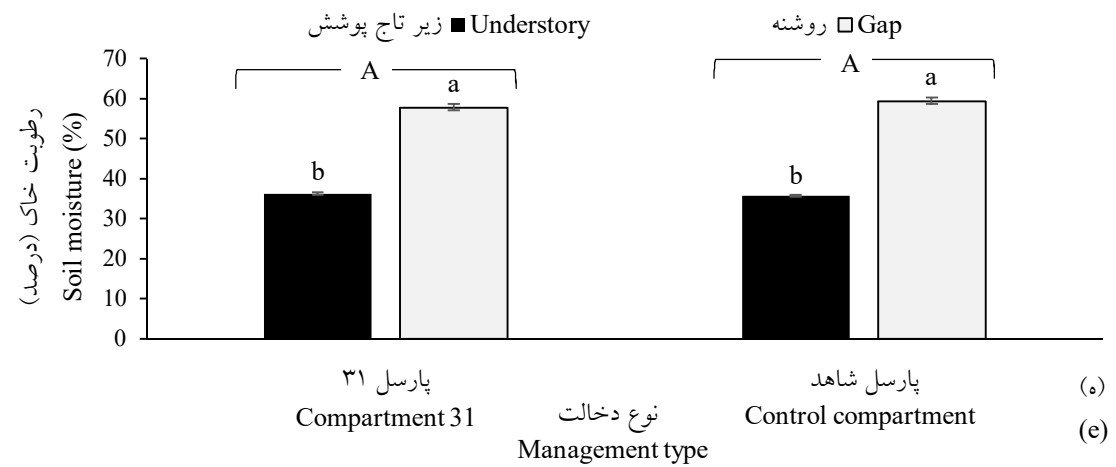 ■ زیر تاج پوشش Understory □ روشنه Gap
رطوبت خاک (درصد)
Soil moisture (%)
70
60
50
40
30
20
10
0
A
b
a
A
b
a
پارسل ۳۱
Compartment 31
پارسل شاهد
Control compartment
نوع دخالت
Management type
(ه)
(e)